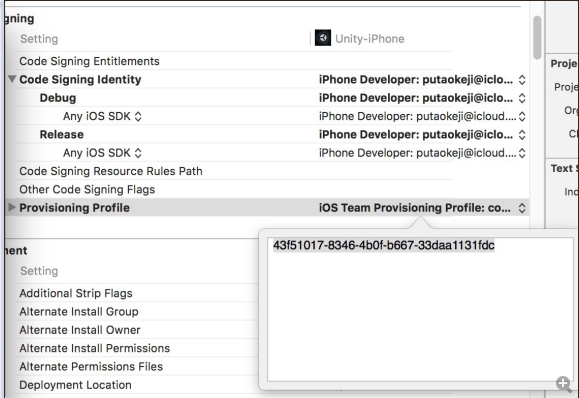 gning
Setting Unity-iPhone
Code Signing Entitlements
Code Signing Identity iPhone Developer: putaokeji@iclo...
Debug iPhone Developer: putaokeji@iclo...
Any iOS SDK iPhone Developer: putaokeji@icloud....
Release iPhone Developer: putaokeji@iclo...
Any iOS SDK iPhone Developer: putaokeji@icloud....
Code Signing Resource Rules Path
Other Code Signing Flags
Provisioning Profile iOS Team Provisioning Profile: co...
43f51017-8346-4b0f-b667-33daa1131fdc
ment
Setting
Additional Strip Flags
Alternate Install Group
Alternate Install Owner
Alternate Install Permissions
Alternate Permissions Files
Deployment Location
Proje
Proje
Org
Cl
Text S
Ind